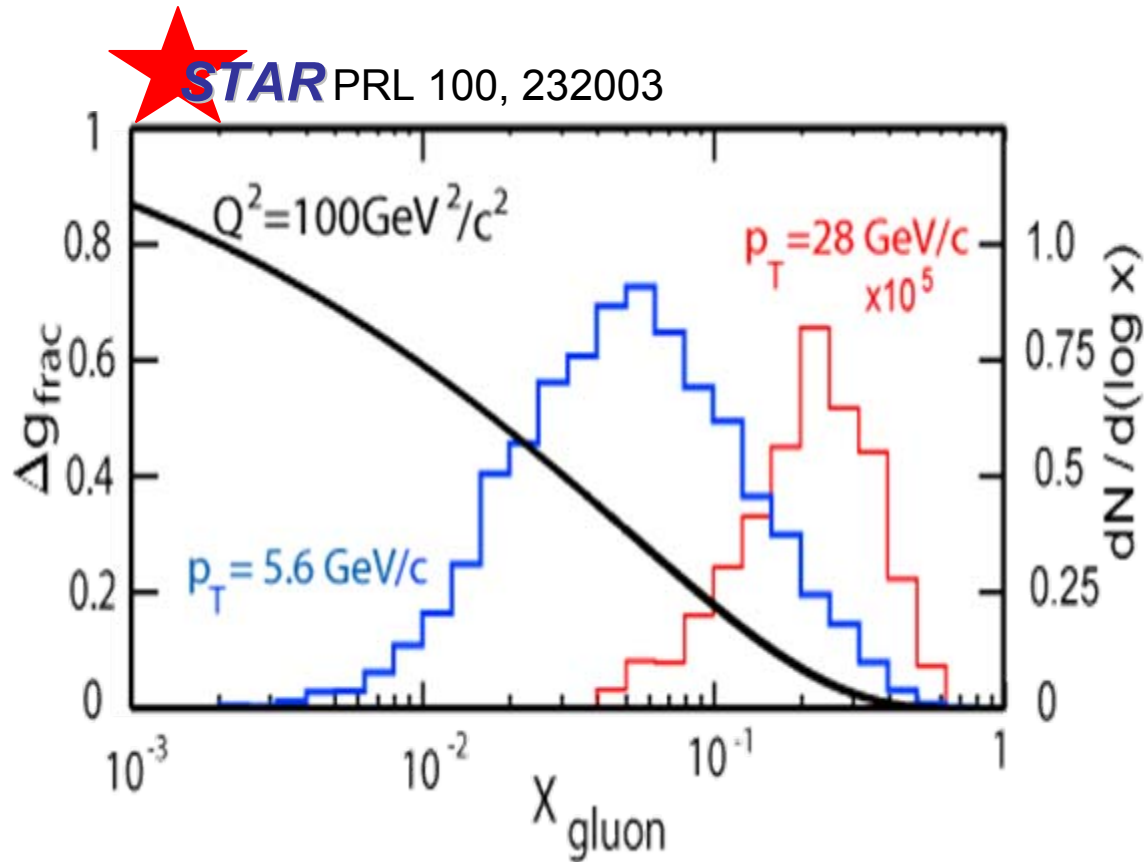 STAR PRL 100, 232003
Q²=100GeV²/c²
p_T=28 GeV/c
x10⁵
p_T= 5.6 GeV/c
Δg_frac
1
0.8
0.6
0.4
0.2
0
1.0
0.75
0.5
0.25
0
dN / d(log x)
10⁻³
10⁻²
10⁻¹
1
X_gluon